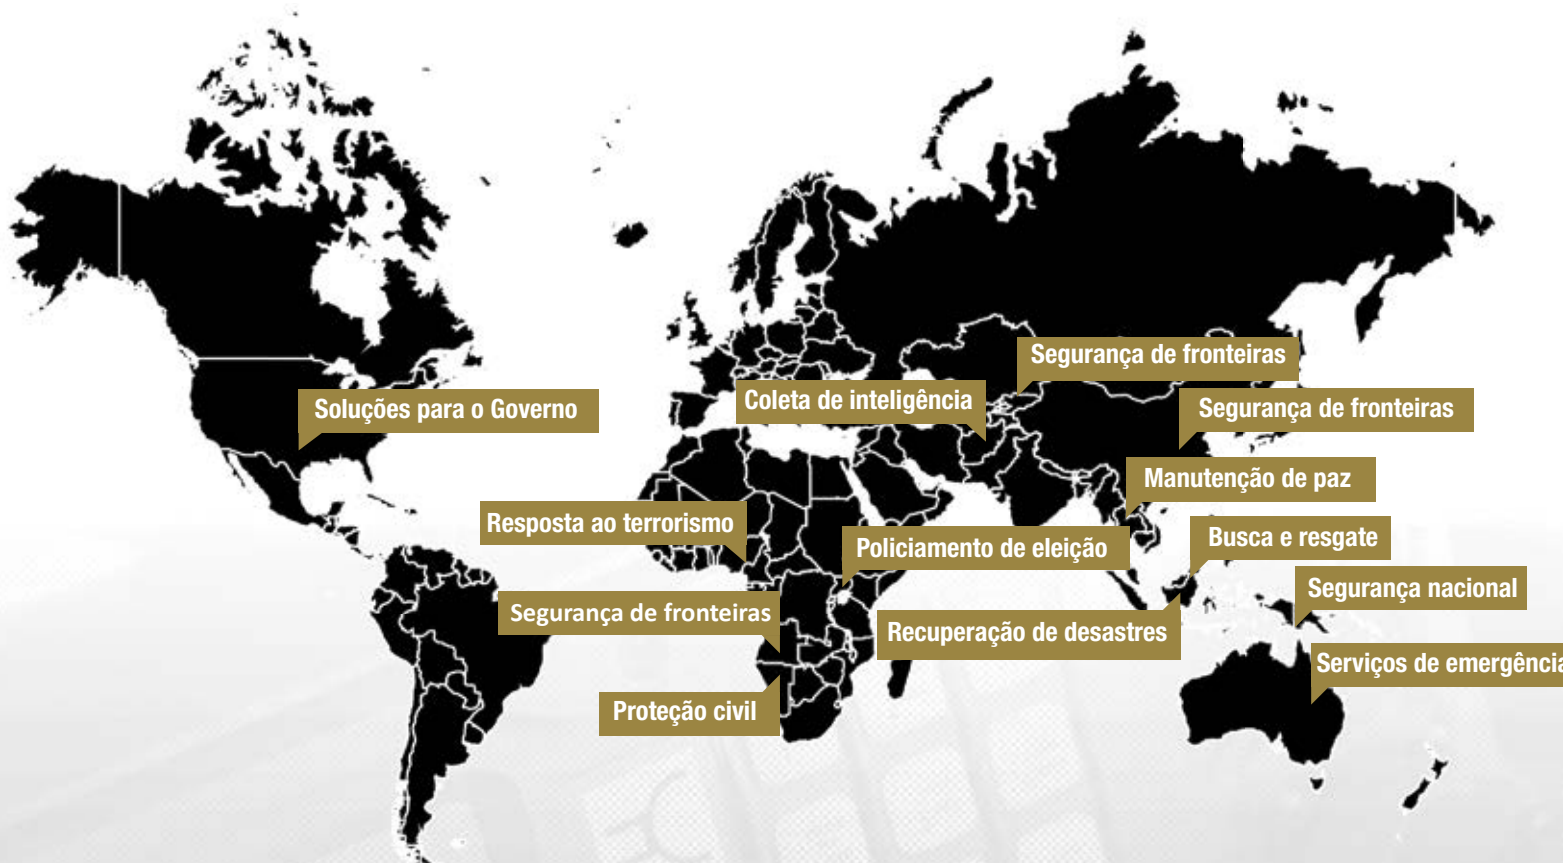 Segurança de fronteiras
Soluções para o Governo
Coleta de inteligência
Segurança de fronteiras
Manutenção de paz
Resposta ao terrorismo
Policiamento de eleição
Busca e resgate
Segurança de fronteiras
Segurança nacional
Recuperação de desastres
Serviços de emergência
Proteção civil